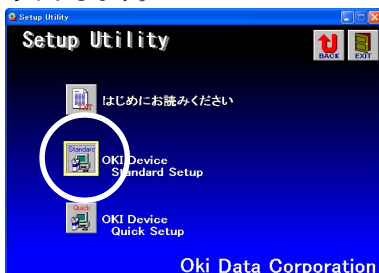 Setup Utility
Setup Utility
BACK
EXIT
はじめにお読みください
Standard
OKI Device
Standard Setup
Quick
OKI Device
Quick Setup
Oki Data Corporation